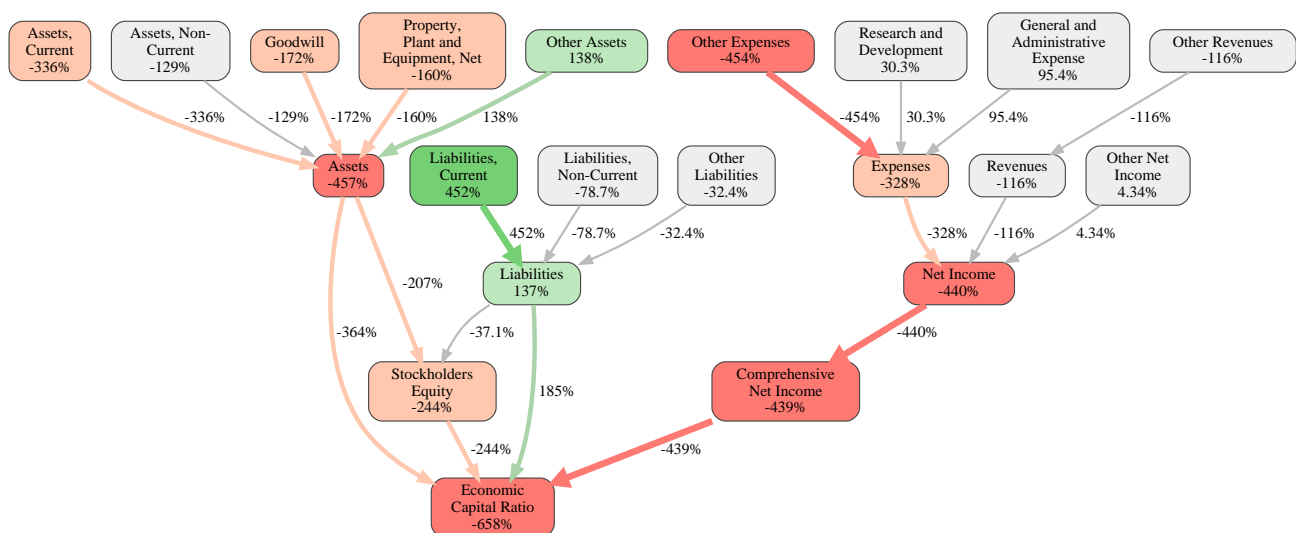 Assets,
Current
-336%
Assets, Non-
Current
-129%
Goodwill
-172%
Property,
Plant and
Equipment, Net
-160%
Other Assets
138%
Other Expenses
-454%
Research and
Development
30.3%
General and
Administrative
Expense
95.4%
Other Revenues
-116%
-336%
-129%
-172%
-160%
138%
-454%
30.3%
95.4%
-116%
Assets
-457%
Liabilities,
Current
452%
Liabilities,
Non-Current
-78.7%
Other
Liabilities
-32.4%
Expenses
-328%
Revenues
-116%
Other Net
Income
4.34%
452%
-78.7%
-32.4%
-328%
-116%
4.34%
-207%
Liabilities
137%
Net Income
-440%
-364%
-37.1%
-440%
Stockholders
Equity
-244%
185%
Comprehensive
Net Income
-439%
-244%
-439%
Economic
Capital Ratio
-658%